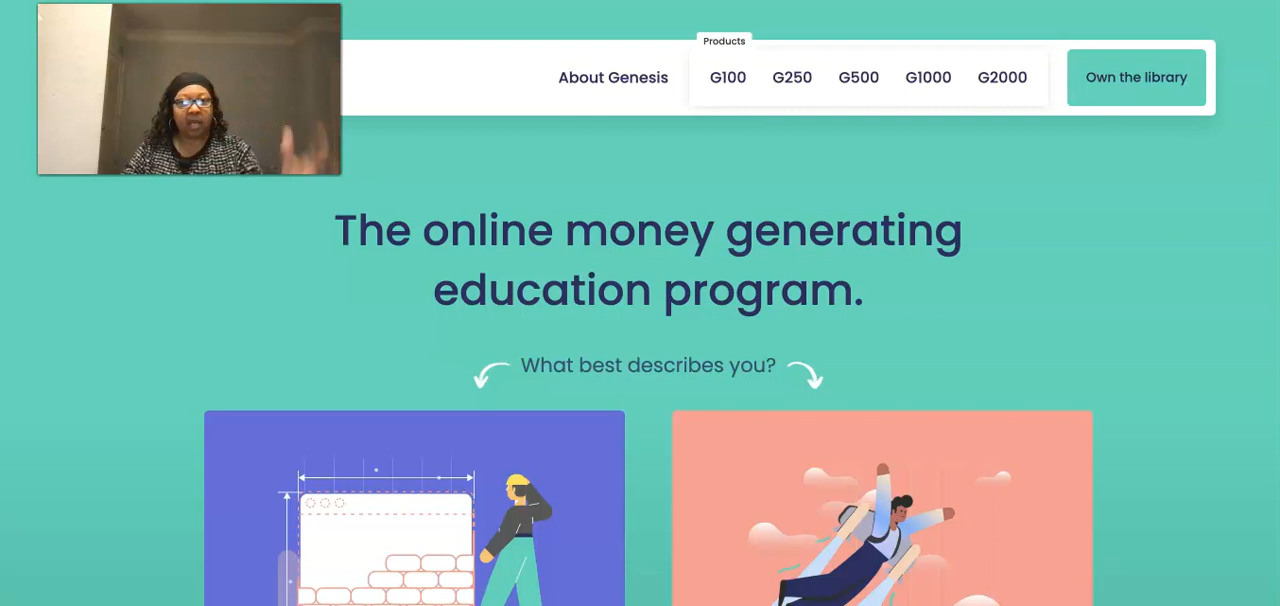 Products
About Genesis
G100
G250
G500
G1000
G2000
Own the library
The online money generating
education program.
What best describes you?